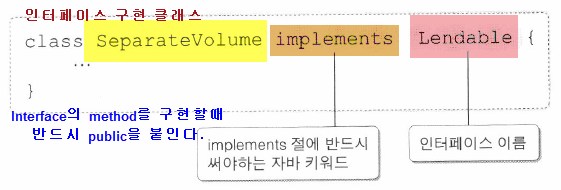 인터페이스 구현 클래스
class SeparateVolume implements Lendable {
...
}
Interface의 method를 구현할때
반드시 public을 붙인다.
implements 절에 반드시
써야하는 자바 키워드
인터페이스 이름